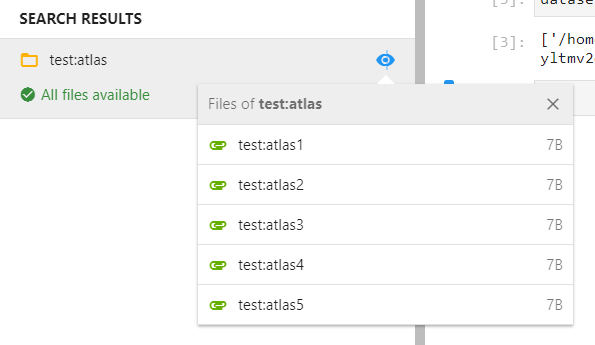 SEARCH RESULTS
test:atlas
All files available
Files of test:atlas
test:atlas1 7B
test:atlas2 7B
test:atlas3 7B
test:atlas4 7B
test:atlas5 7B
datase
[3]: ['/hom
yltmv2